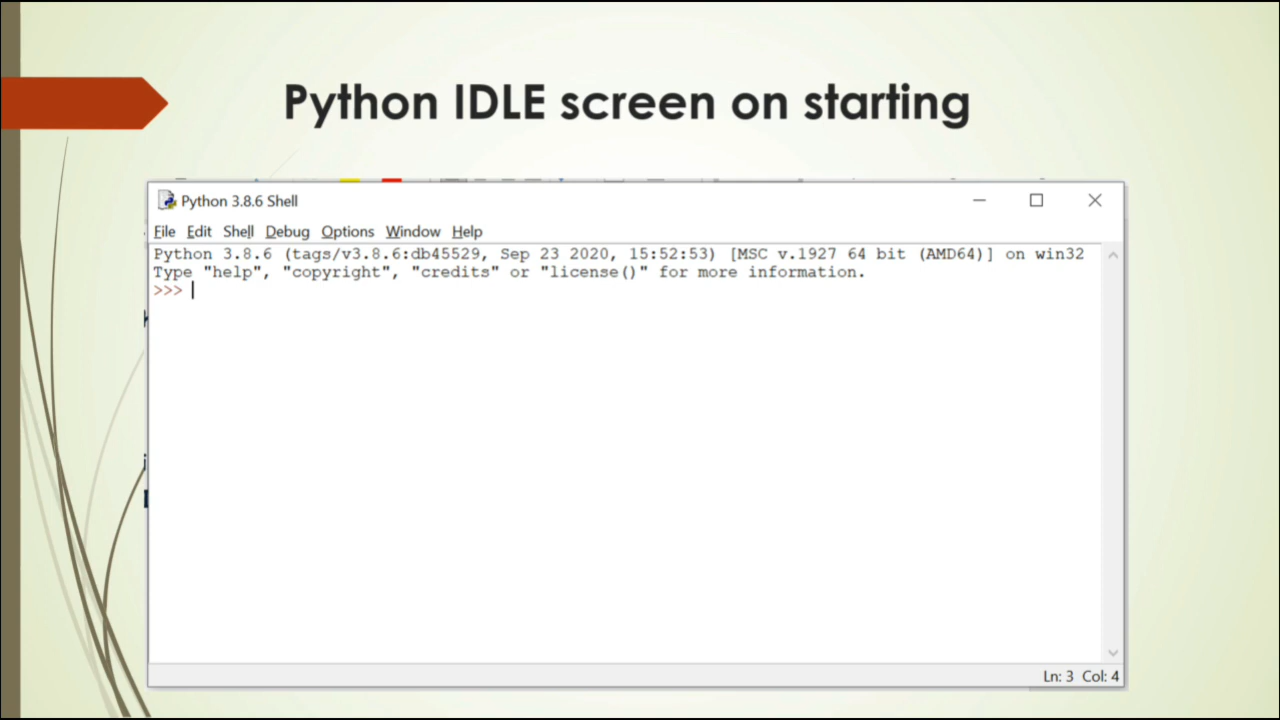 Python IDLE screen on starting
Python 3.8.6 Shell
File Edit Shell Debug Options Window Help
Python 3.8.6 (tags/v3.8.6:db45529, Sep 23 2020, 15:52:53) [MSC v.1927 64 bit (AMD64)] on win32
Type "help", "copyright", "credits" or "license()" for more information.
>>>
Ln: 3 Col: 4